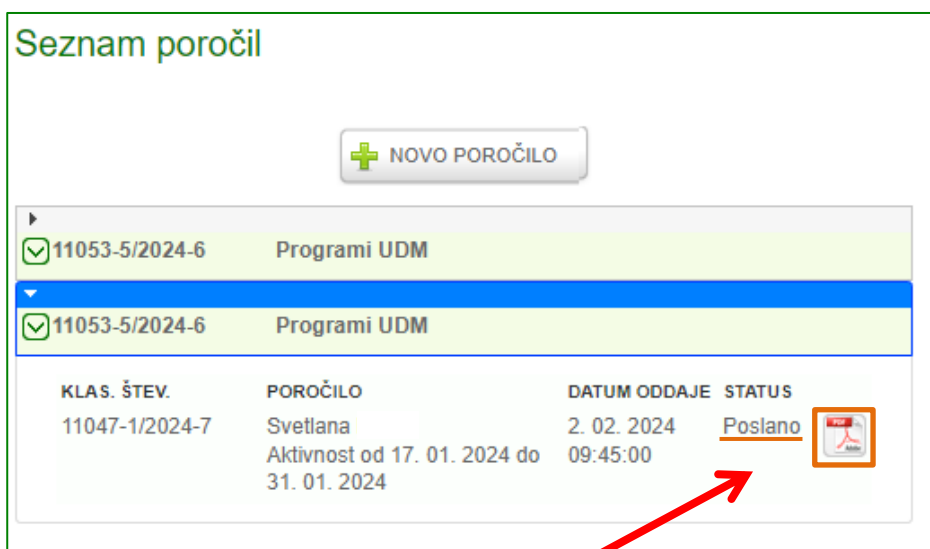 Seznam poročil
NOVO POROČILO
11053-5/2024-6 Programi UDM
11053-5/2024-6 Programi UDM
KLAS. ŠTEV. POROČILO DATUM ODDAJE STATUS
11047-1/2024-7 Svetlana 2. 02. 2024 Poslano PDF
Aktivnost od 17. 01. 2024 do 09:45:00 Adobe
31. 01. 2024